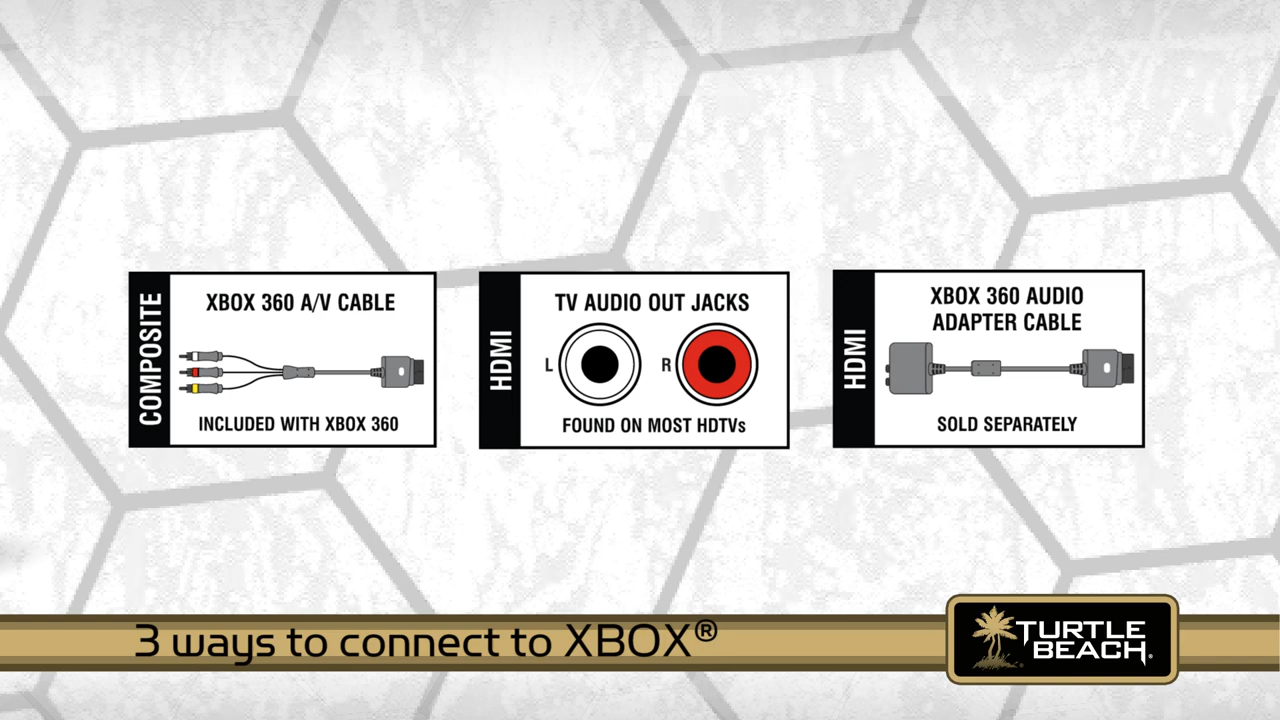 COMPOSITE
XBOX 360 A/V CABLE
INCLUDED WITH XBOX 360
HDMI
TV AUDIO OUT JACKS
L
R
FOUND ON MOST HDTVs
HDMI
XBOX 360 AUDIO
ADAPTER CABLE
SOLD SEPARATELY
3 ways to connect to XBOX®
TURTLE
BEACH®